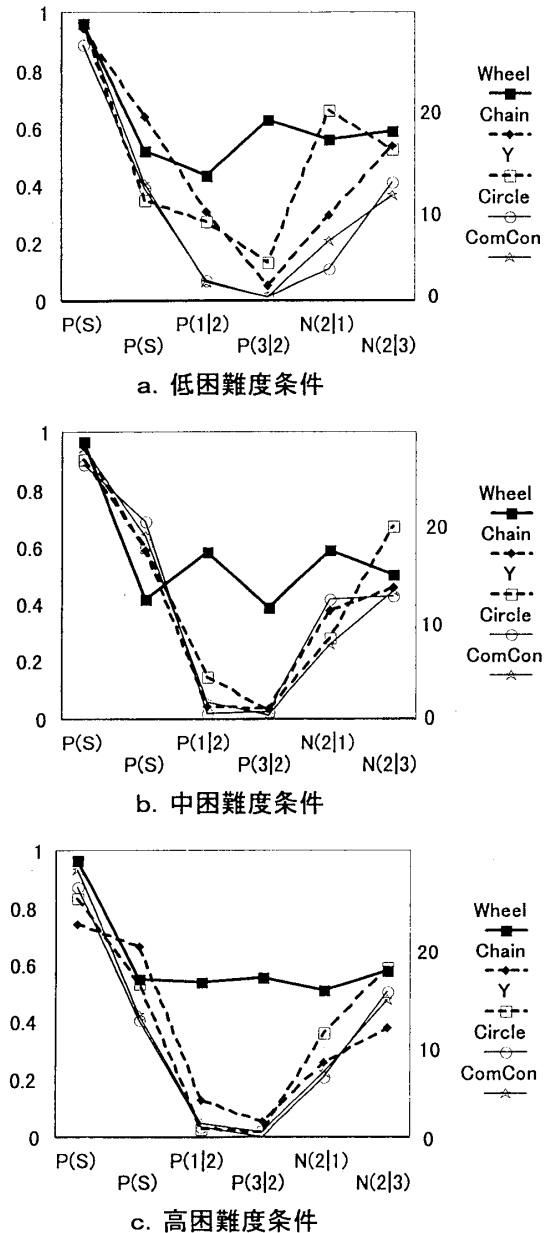 1
0.8
0.6
0.4
0.2
0
20
10
0
P(S) P(1|2) N(2|1)
P(S) P(3|2) N(2|3)
Wheel
Chain
Y
Circle
ComCon
a. 低困難度条件
1
0.8
0.6
0.4
0.2
0
20
10
0
P(S) P(1|2) N(2|1)
P(S) P(3|2) N(2|3)
Wheel
Chain
Y
Circle
ComCon
b. 中困難度条件
1
0.8
0.6
0.4
0.2
0
20
10
0
P(S) P(1|2) N(2|1)
P(S) P(3|2) N(2|3)
Wheel
Chain
Y
Circle
ComCon
c. 高困難度条件